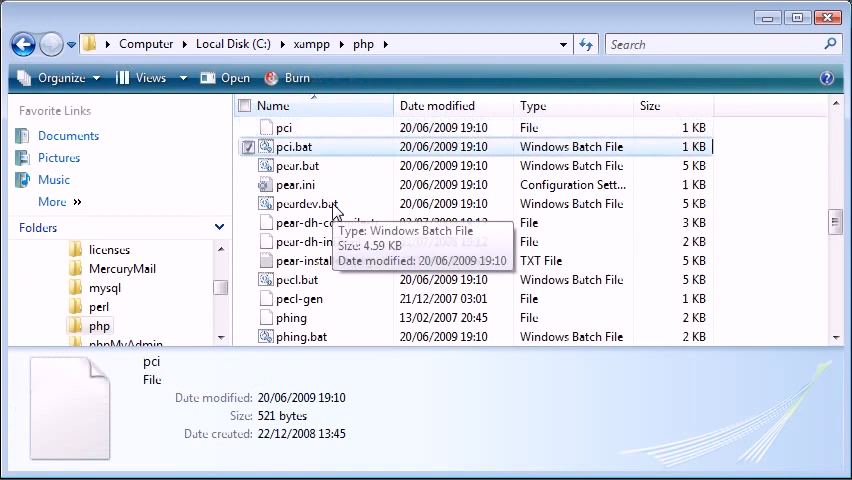 Computer Local Disk (C:) xampp php Search
Organize Views Open Burn
Favorite Links
Documents
Pictures
Music
More »
Folders
licenses
MercuryMail
mysql
perl
php
phpMyAdmin
Name Date modified Type Size
pci 20/06/2009 19:10 File 1 KB
pci.bat 20/06/2009 19:10 Windows Batch File 1 KB
pear.bat 20/06/2009 19:10 Windows Batch File 5 KB
pear.ini 20/06/2009 19:10 Configuration Sett... 1 KB
peardev.bat 20/06/2009 19:10 Windows Batch File 5 KB
File 3 KB
File 2 KB
TXT File 5 KB
Type: Windows Batch File
Size: 4.59 KB
Date modified: 20/06/2009 19:10
pecl.bat 20/06/2009 19:10 Windows Batch File 5 KB
pecl-gen 21/12/2007 03:01 File 1 KB
phing 13/02/2007 20:45 File 2 KB
phing.bat 20/06/2009 19:10 Windows Batch File 2 KB
pci
File
Date modified: 20/06/2009 19:10
Size: 521 bytes
Date created: 22/12/2008 13:45